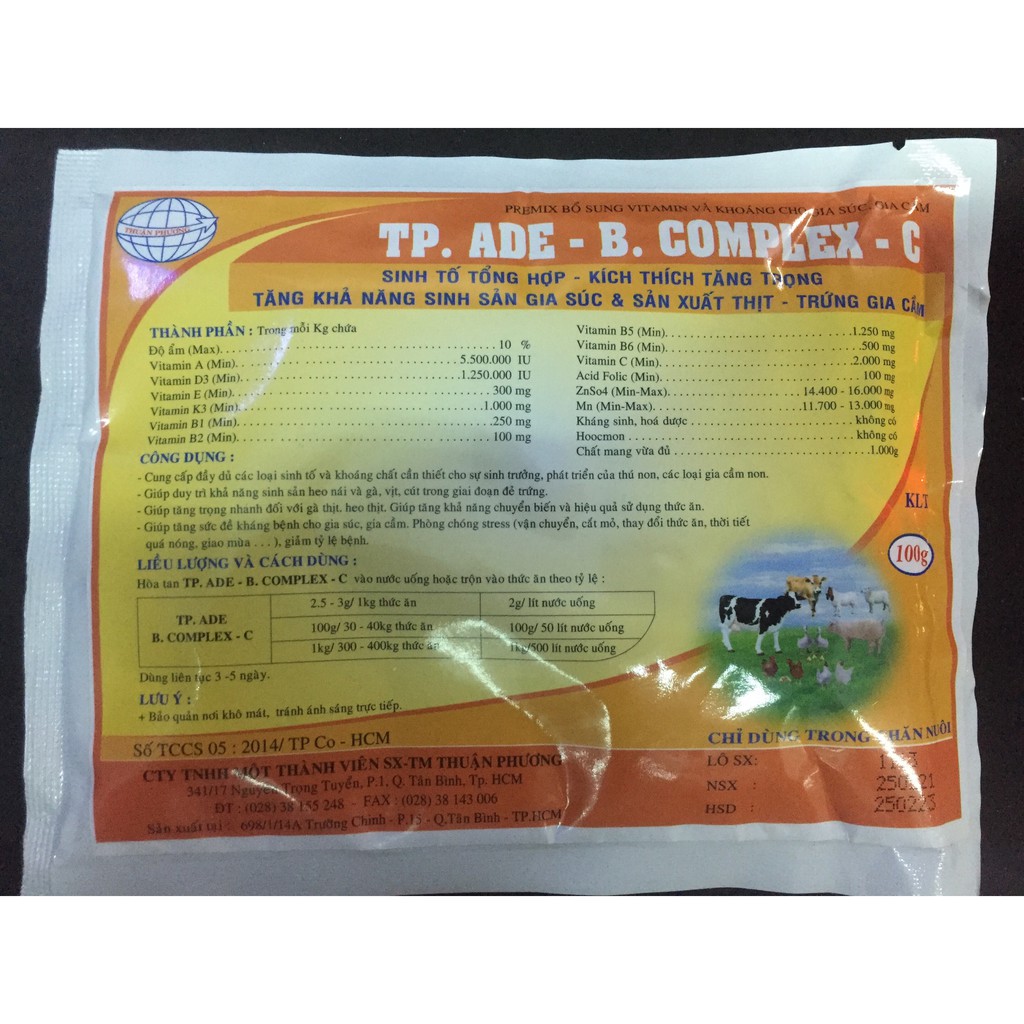 THUẬN PHƯƠNG
PREMIX BỔ SUNG VITAMIN VÀ KHOÁNG CHO GIA SÚC, GIA CẦM
TP. ADE - B. COMPLEX - C
SINH TỐ TỔNG HỢP - KÍCH THÍCH TĂNG TRỌNG
TĂNG KHẢ NĂNG SINH SẢN GIA SÚC & SẢN XUẤT THỊT - TRỨNG GIA CẦM
THÀNH PHẦN : Trong mỗi Kg chứa
Độ ẩm (Max). . . . . . . . . . 10 %
Vitamin A (Min). . . . . . . . . . 5.500.000 IU
Vitamin D3 (Min). . . . . . . . . . 1.250.000 IU
Vitamin E (Min). . . . . . . . . . 300 mg
Vitamin K3 (Min). . . . . . . . . . 1.000 mg
Vitamin B1 (Min). . . . . . . . . . 250 mg
Vitamin B2 (Min). . . . . . . . . . 100 mg
Vitamin B5 (Min). . . . . . . . . . 1.250 mg
Vitamin B6 (Min). . . . . . . . . . 500 mg
Vitamin C (Min). . . . . . . . . . 2.000 mg
Acid Folic (Min). . . . . . . . . . 100 mg
ZnSo4 (Min-Max). . . . . . . . . . 14.400 - 16.000 mg
Mn (Min-Max). . . . . . . . . . 11.700 - 13.000 mg
Kháng sinh, hoá dược . . . . . . . . . . không có
Hoocmon . . . . . . . . . . không có
Chất mang vừa đủ . . . . . . . . . . 1.000g
CÔNG DỤNG :
- Cung cấp đầy dủ các loại sinh tố và khoáng chất cần thiết cho sự sinh trưởng, phát triển của thú non, các loại gia cầm non.
- Giúp duy trì khả năng sinh sản heo nái và gà, vịt, cút trong giai đoạn đẻ trứng.
- Giúp tăng trọng nhanh đối với gà thịt, heo thịt. Giúp tăng khả năng chuyển biến và hiệu quả sử dụng thức ăn.
- Giúp tăng sức đề kháng bệnh cho gia súc, gia cầm. Phòng chống stress (vận chuyển, cắt mỏ, thay đổi thức ăn, thời tiết
quá nóng, giao mùa . . .), giảm tỷ lệ bệnh.
KLT
100g
LIỀU LƯỢNG VÀ CÁCH DÙNG :
Hòa tan TP. ADE - B. COMPLEX - C vào nước uống hoặc trộn vào thức ăn theo tỷ lệ :
TP. ADE
B. COMPLEX - C
2.5 - 3g/ 1kg thức ăn 2g/ lít nước uống
100g/ 30 - 40kg thức ăn 100g/ 50 lít nước uống
1kg/ 300 - 400kg thức ăn 1kg/500 lít nước uống
Dùng liên tục 3 -5 ngày.
LƯU Ý :
+ Bảo quản nơi khô mát, tránh ánh sáng trực tiếp.
Số TCCS 05 : 2014/ TP Co - HCM
CTY TNHH MỘT THÀNH VIÊN SX-TM THUẬN PHƯƠNG
341/17 Nguyễn Trọng Tuyển, P.1, Q. Tân Bình, Tp. HCM
ĐT : (028) 38 155 248 - FAX : (028) 38 143 006
Sản xuất tại : 698/1/14A Trường Chinh - P.15 - Q.Tân Bình - TP.HCM
CHỈ DÙNG TRONG CHĂN NUÔI
LÔ SX:
NSX : 250221
HSD : 250223